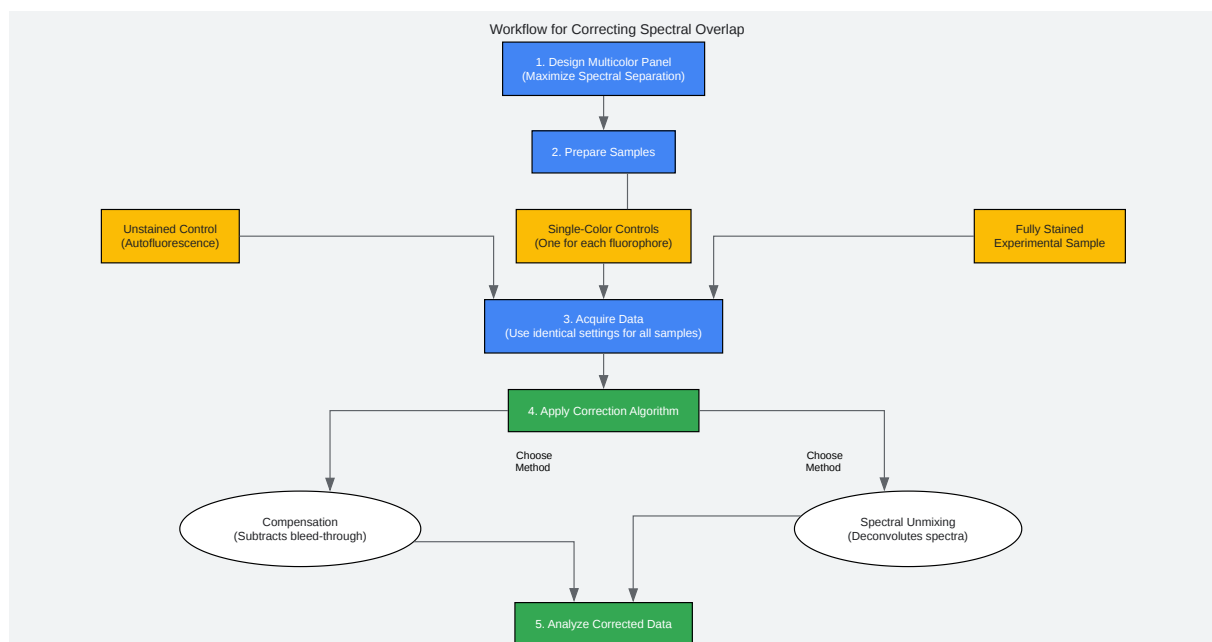 Workflow for Correcting Spectral Overlap
1. Design Multicolor Panel
(Maximize Spectral Separation)
2. Prepare Samples
Unstained Control
(Autofluorescence)
Single-Color Controls
(One for each fluorophore)
Fully Stained
Experimental Sample
3. Acquire Data
(Use identical settings for all samples)
4. Apply Correction Algorithm
Choose
Method
Choose
Method
Compensation
(Subtracts bleed-through)
Spectral Unmixing
(Deconvolutes spectra)
5. Analyze Corrected Data